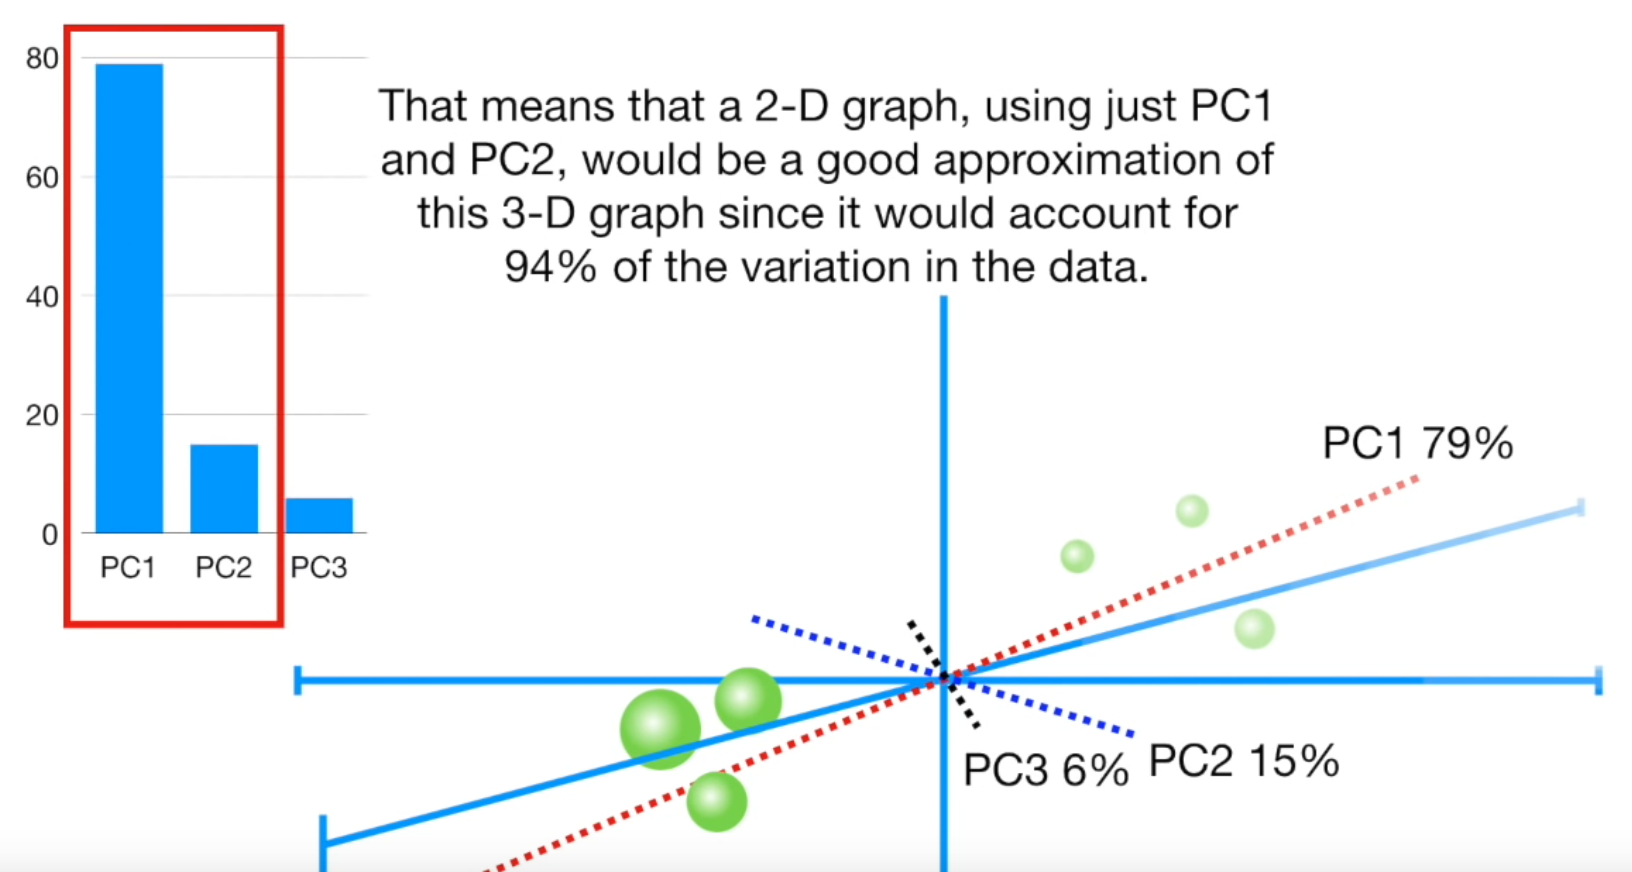 80
60
40
20
0
PC1 PC2 PC3
That means that a 2-D graph, using just PC1
and PC2, would be a good approximation of
this 3-D graph since it would account for
94% of the variation in the data.
PC1 79%
PC3 6%
PC2 15%